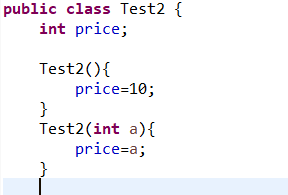 public class Test2 {
    int price;

    Test2(){
        price=10;
    }
    Test2(int a){
        price=a;
    }